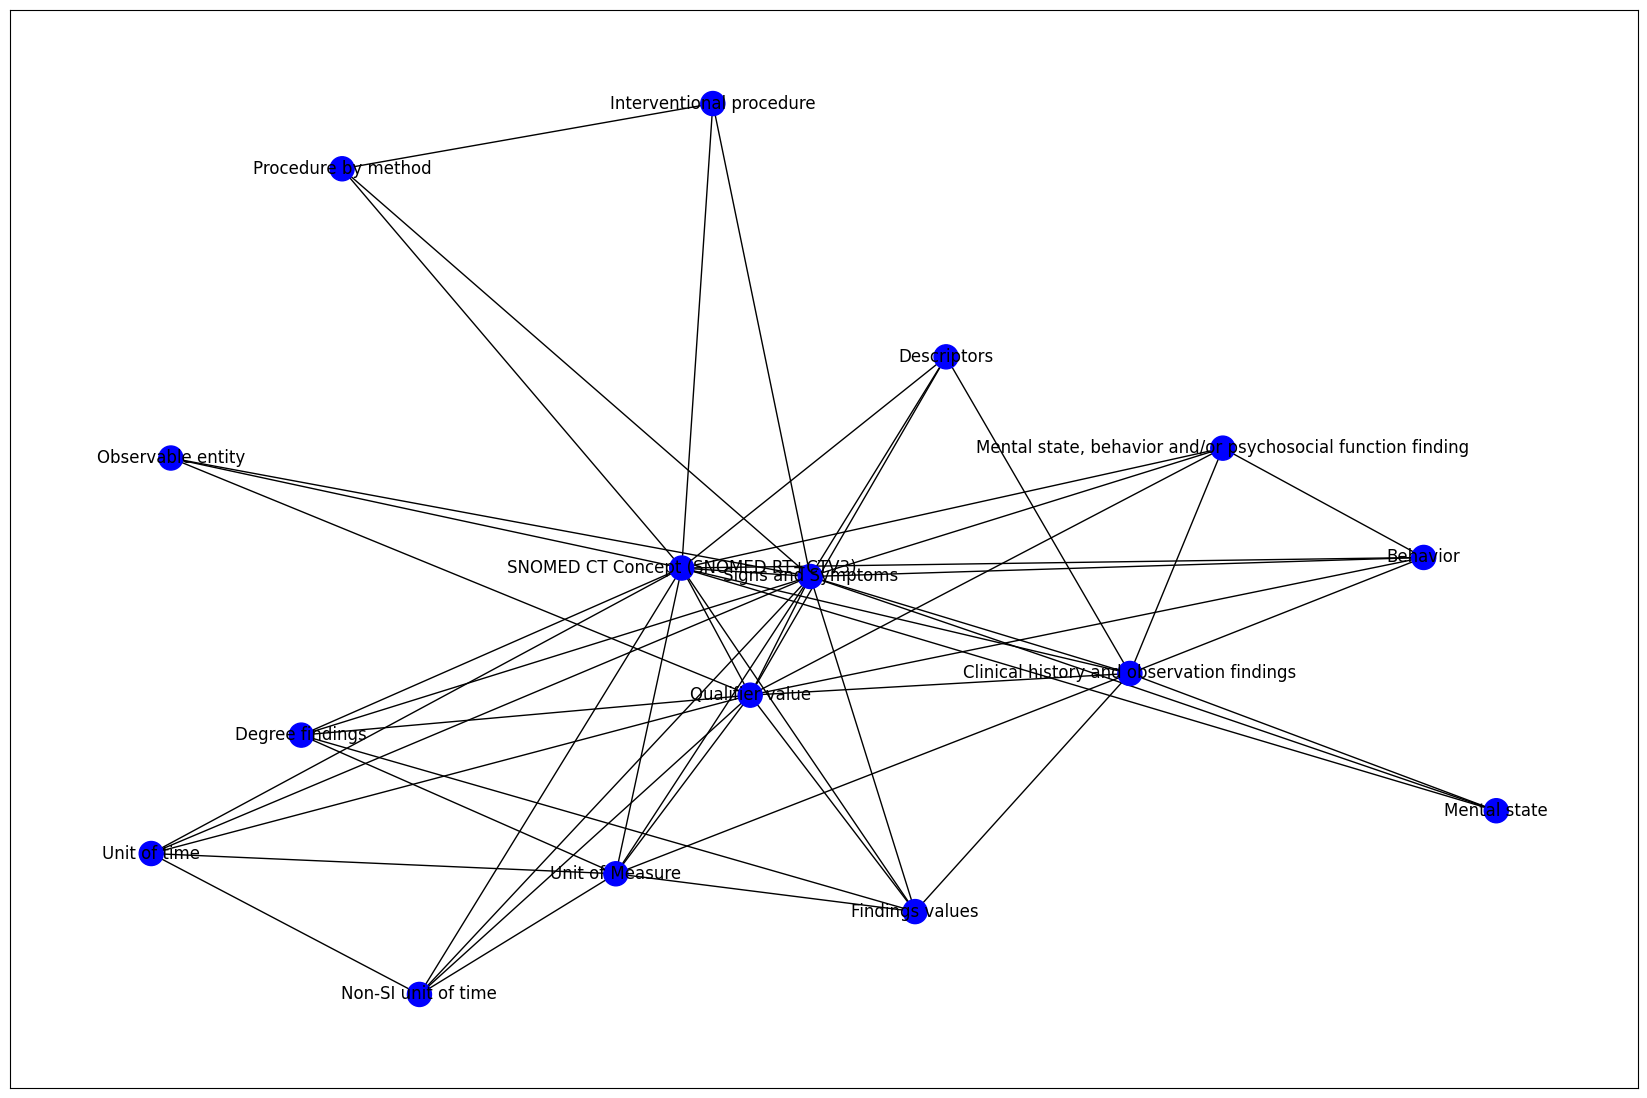 Interventional procedure
Procedure by method
Descriptors
Mental state, behavior and/or psychosocial function finding
Observable entity
Behavior
SNOMED CT Concept (SNOMED RT+CTV3)
Signs and Symptoms
Clinical history and observation findings
Qualifier value
Degree findings
Mental state
Unit of time
Unit of Measure
Findings values
Non-SI unit of time